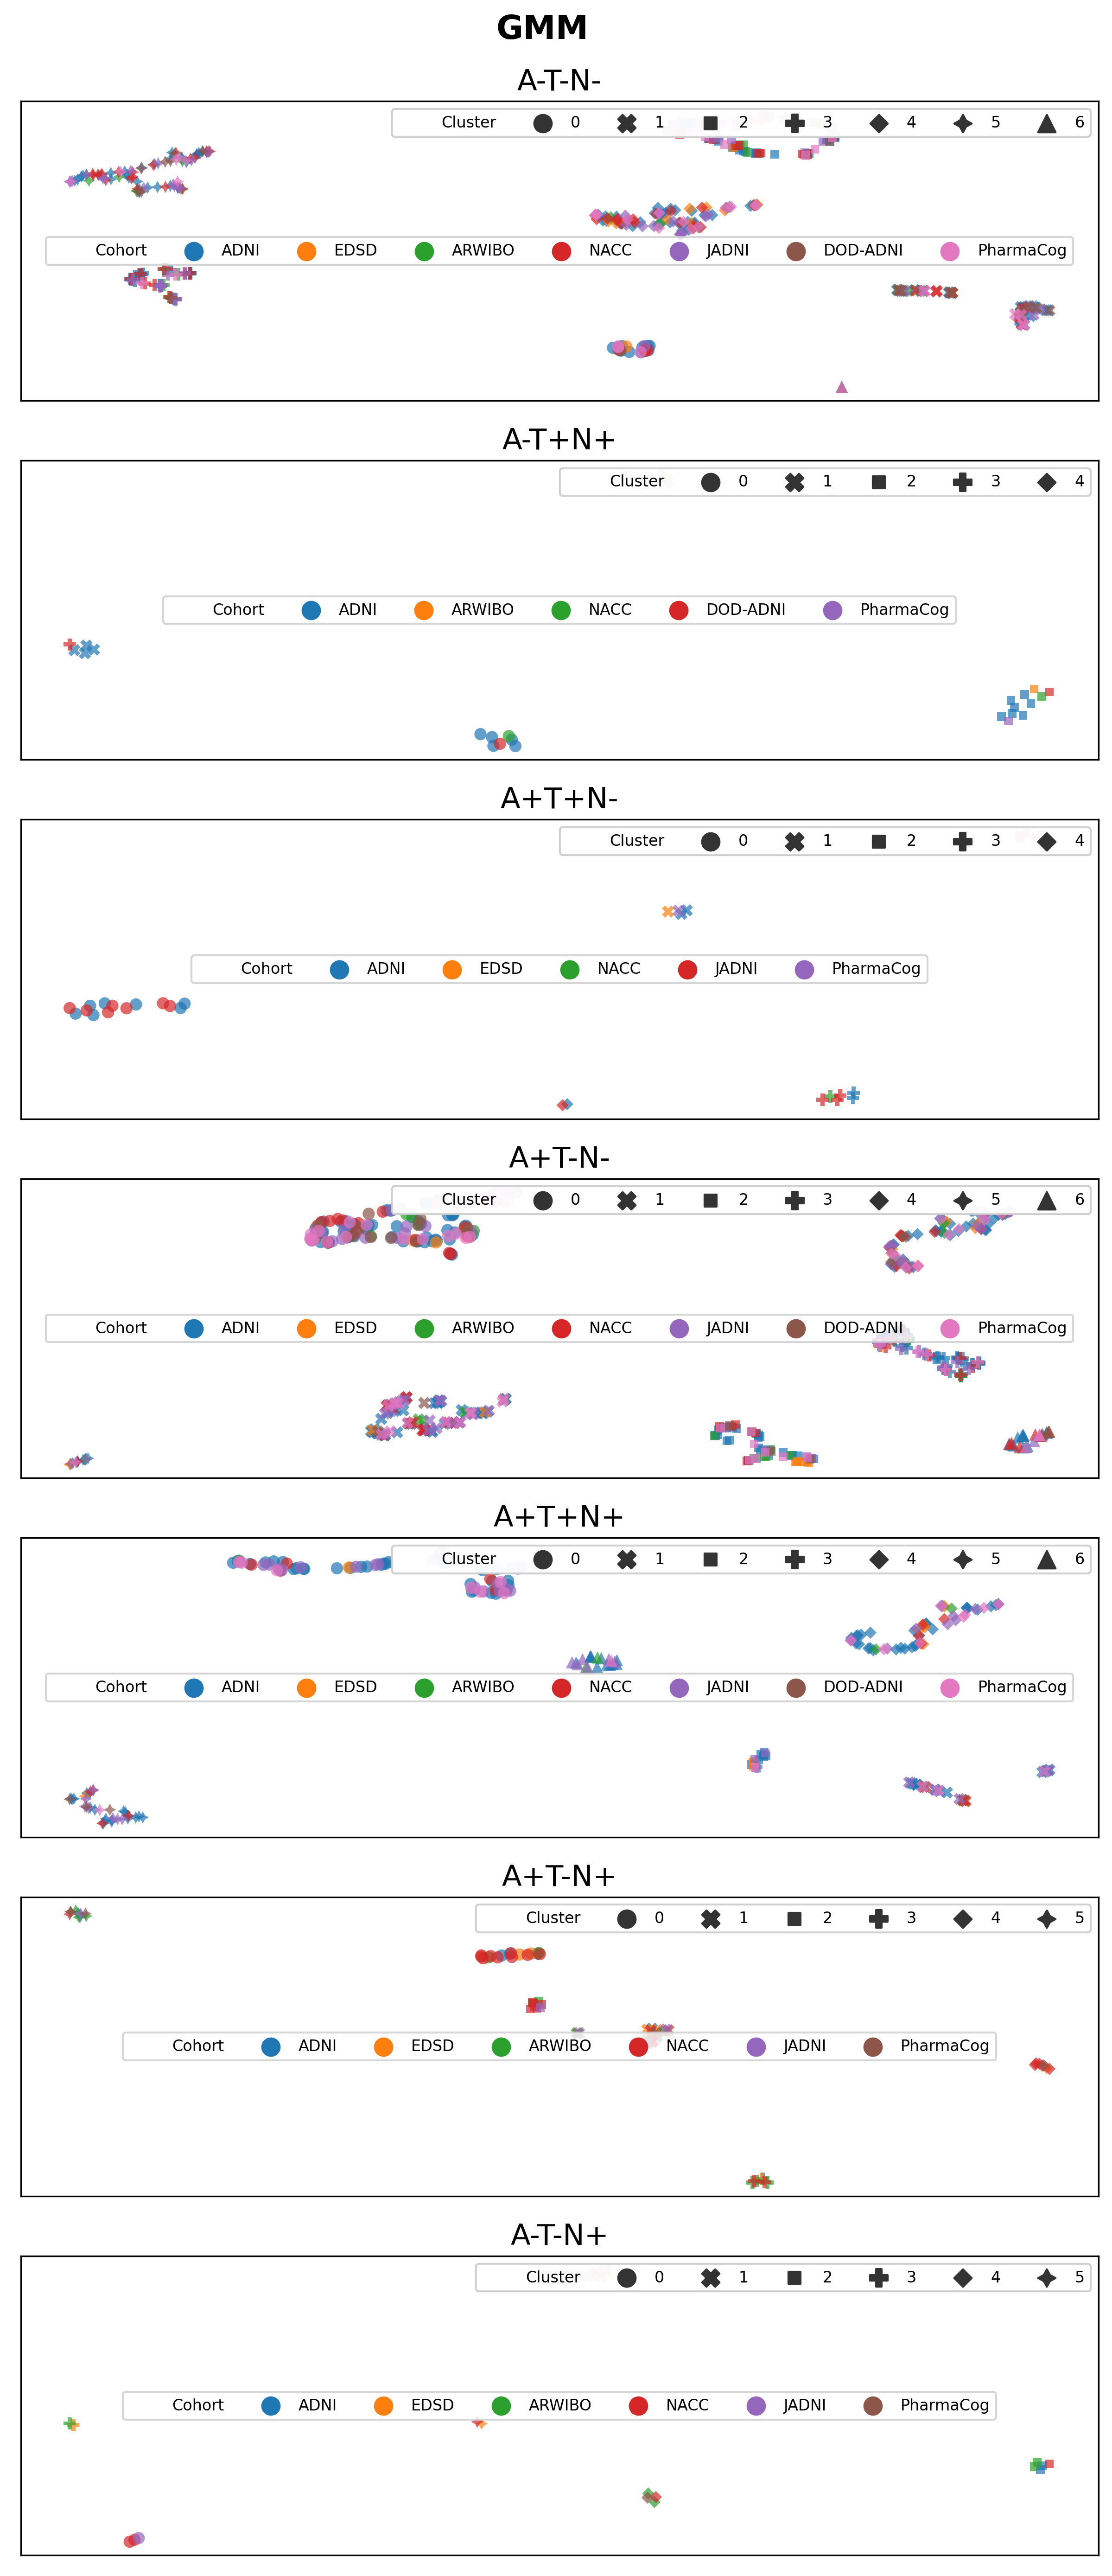 GMM
A-T-N-
Cluster 0 1 2 3 4 5 6
Cohort ADNI EDSD ARWIBO NACC JADNI DOD-ADNI PharmaCog
A-T+N+
Cluster 0 1 2 3 4
Cohort ADNI ARWIBO NACC DOD-ADNI PharmaCog
A+T+N-
Cluster 0 1 2 3 4
Cohort ADNI EDSD NACC JADNI PharmaCog
A+T-N-
Cluster 0 1 2 3 4 5 6
Cohort ADNI EDSD ARWIBO NACC JADNI DOD-ADNI PharmaCog
A+T+N+
Cluster 0 1 2 3 4 5 6
Cohort ADNI EDSD ARWIBO NACC JADNI DOD-ADNI PharmaCog
A+T-N+
Cluster 0 1 2 3 4 5
Cohort ADNI EDSD ARWIBO NACC JADNI PharmaCog
A-T-N+
Cluster 0 1 2 3 4 5
Cohort ADNI EDSD ARWIBO NACC JADNI PharmaCog